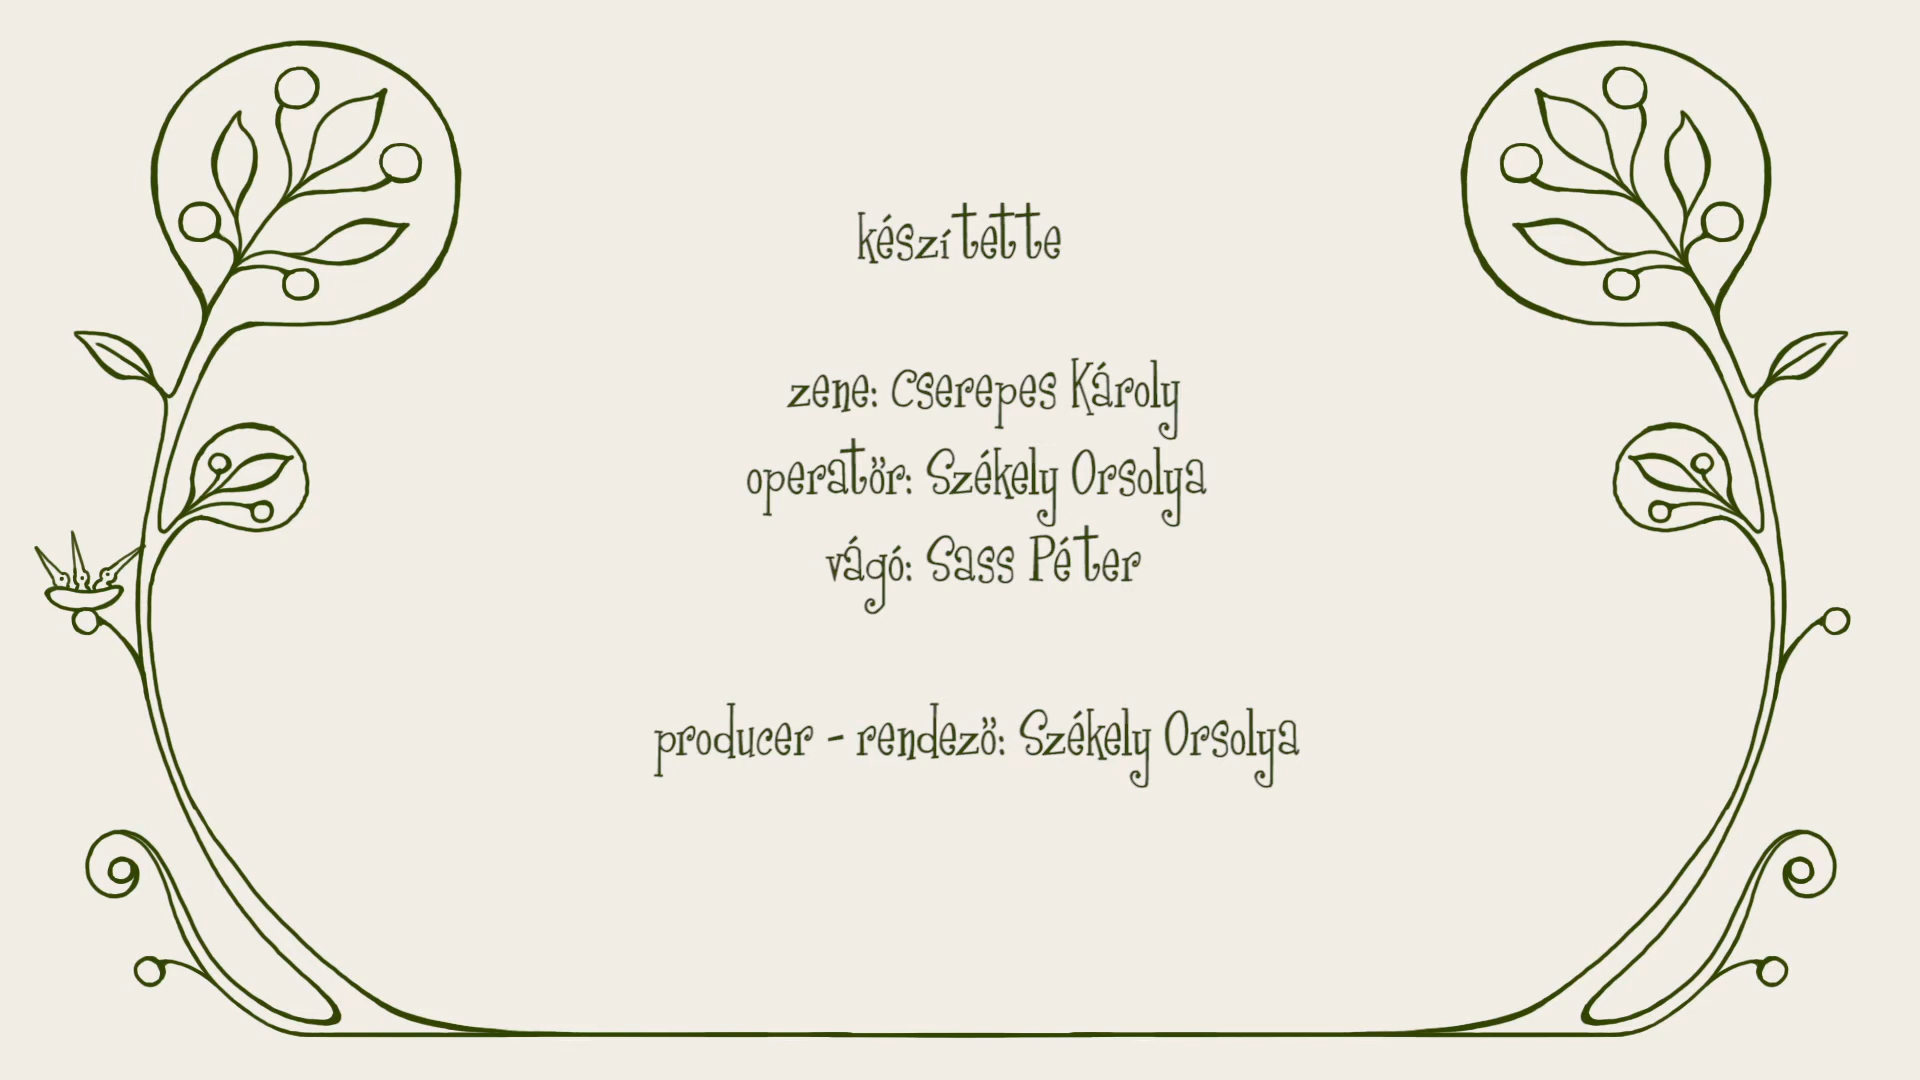 készítette
zene: Cserepes Károly
operatőr: Székely Orsolya
vágó: Sass Péter
producer - rendező: Székely Orsolya